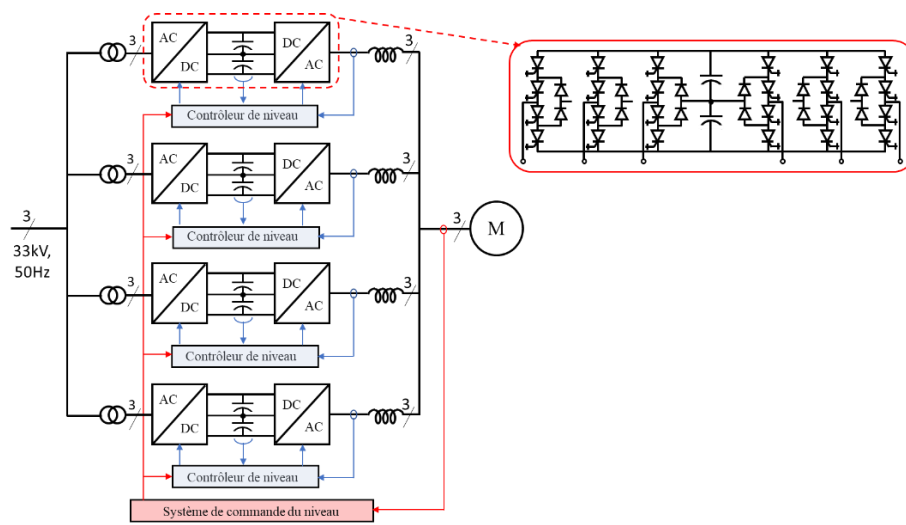 3
AC
DC
DC
AC
3
Contrôleur de niveau
3
AC
DC
DC
AC
3
Contrôleur de niveau
3
33kV,
50Hz
3
M
3
AC
DC
DC
AC
3
Contrôleur de niveau
3
AC
DC
DC
AC
3
Contrôleur de niveau
Système de commande du niveau